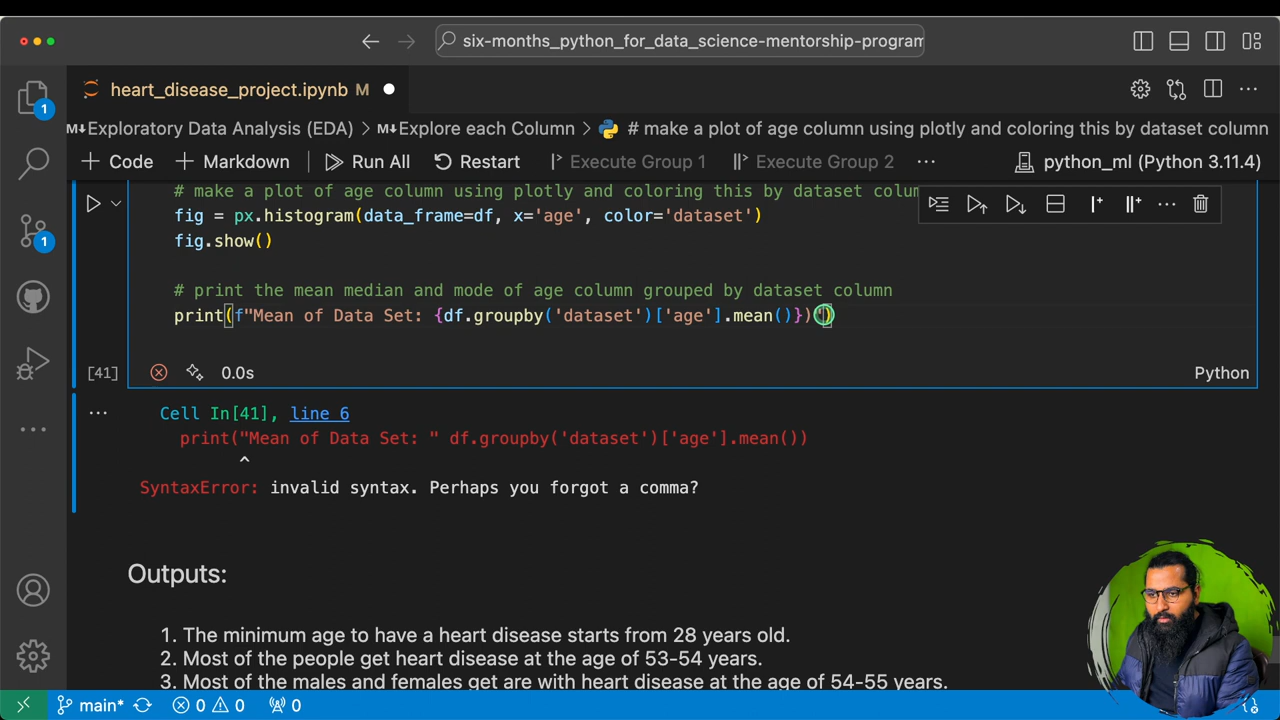 six-months_python_for_data_science-mentorship-program
1
heart_disease_project.ipynb M
Exploratory Data Analysis (EDA) > Explore each Column > # make a plot of age column using plotly and coloring this by dataset column
+ Code + Markdown Run All Restart Execute Group 1 Execute Group 2 ... python_ml (Python 3.11.4)
# make a plot of age column using plotly and coloring this by dataset colum
fig = px.histogram(data_frame=df, x='age', color='dataset')
1
fig.show()
# print the mean median and mode of age column grouped by dataset column
print(f"Mean of Data Set: {df.groupby('dataset')['age'].mean()})")
[41] 0.0s Python
Cell In[41], line 6
print("Mean of Data Set: " df.groupby('dataset')['age'].mean())
^
SyntaxError: invalid syntax. Perhaps you forgot a comma?
Outputs:
1. The minimum age to have a heart disease starts from 28 years old.
2. Most of the people get heart disease at the age of 53-54 years.
3. Most of the males and females get are with heart disease at the age of 54-55 years.
main* 0 0 0